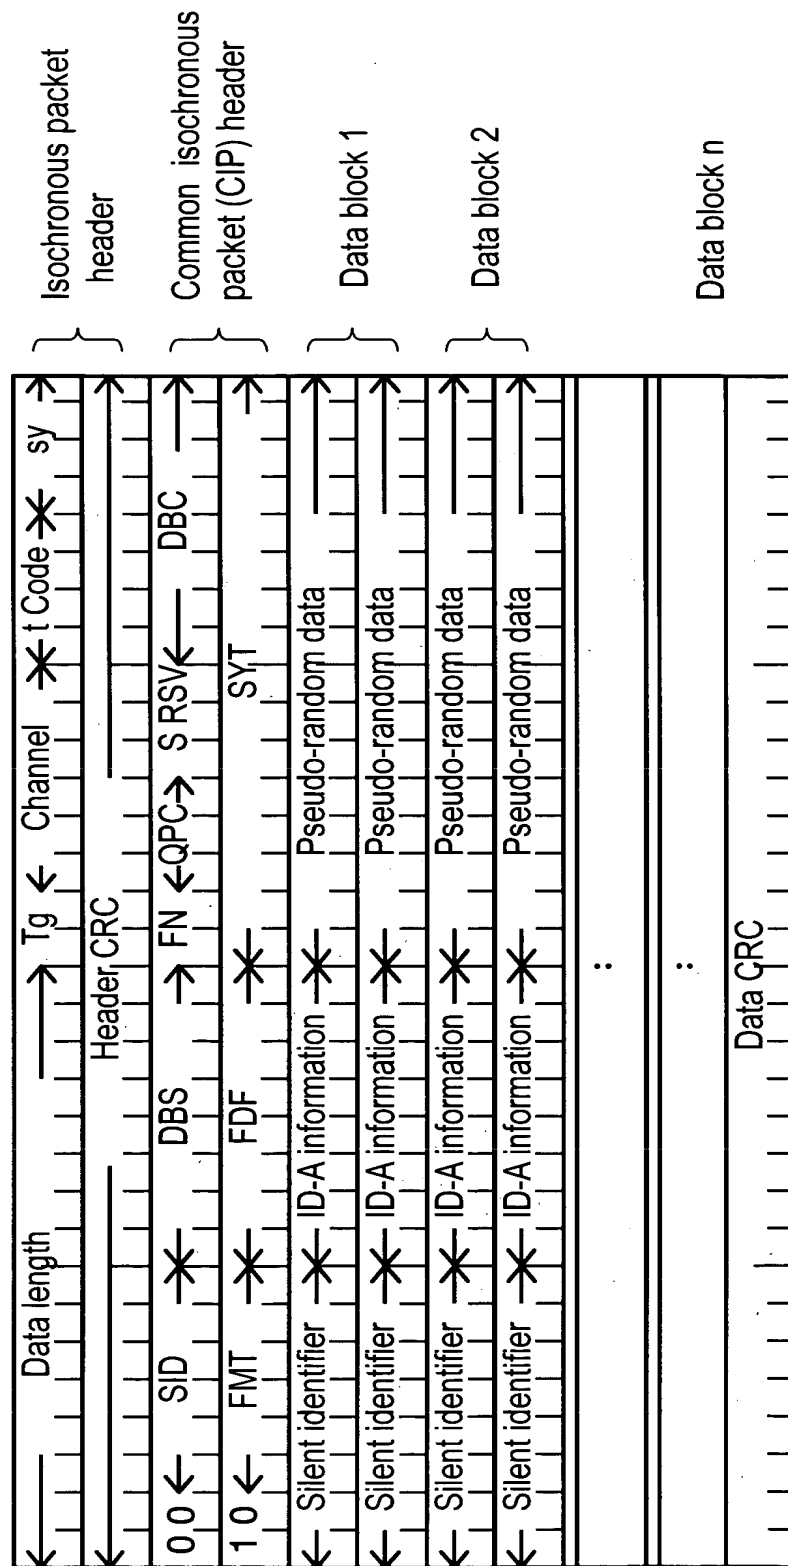 Data length Tg Channel t Code sy
Isochronous packet
header
Header CRC
0 0 SID DBS FN QPC S RSV DBC
Common isochronous
packet (CIP) header
1 0 FMT FDF SYT
Silent identifier ID-A information Pseudo-random data
Data block 1
Silent identifier ID-A information Pseudo-random data
Silent identifier ID-A information Pseudo-random data
Data block 2
Silent identifier ID-A information Pseudo-random data
:
:
Data block n
Data CRC